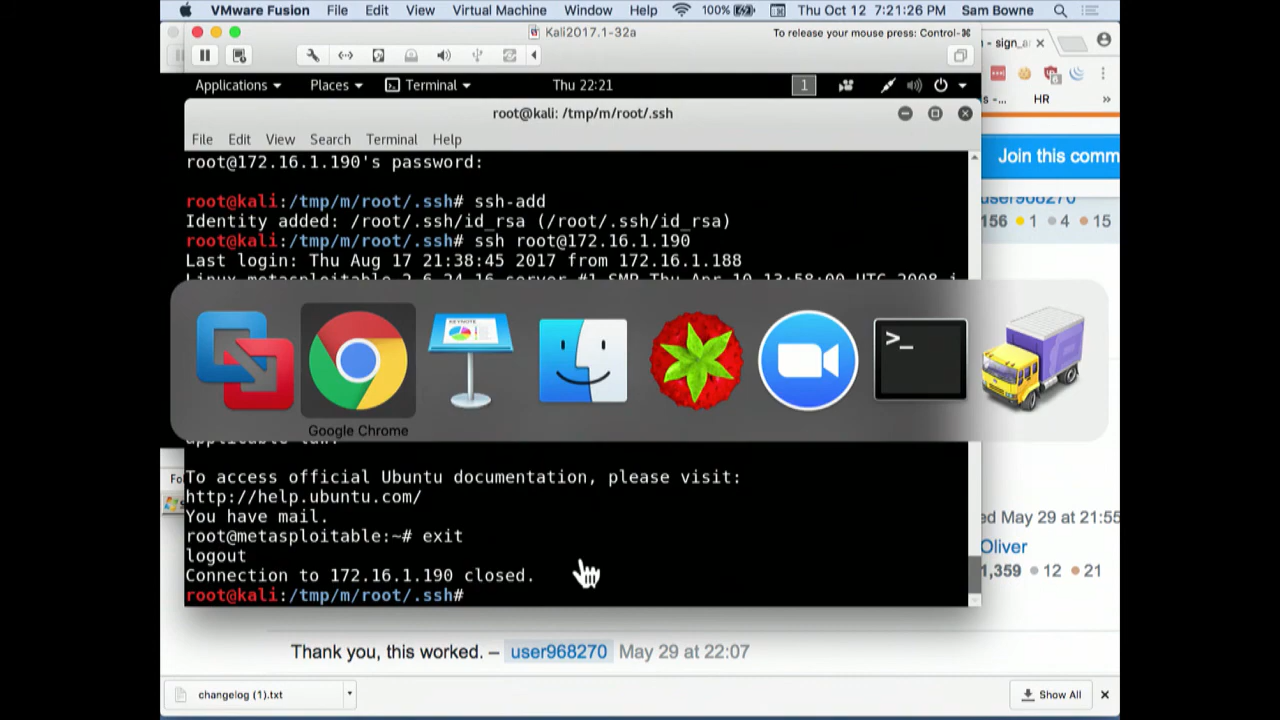 VMware Fusion File Edit View Virtual Machine Window Help 100% Thu Oct 12 7:21:26 PM Sam Bowne
Kali2017.1-32a
To release your mouse press: Control-⌘
- sign_a
Applications Places Terminal Thu 22:21 1
s -... HR »
root@kali: /tmp/m/root/.ssh
File Edit View Search Terminal Help
Join this comm
root@172.16.1.190's password:
user968270
156 1 4 15
root@kali:/tmp/m/root/.ssh# ssh-add
Identity added: /root/.ssh/id_rsa (/root/.ssh/id_rsa)
root@kali:/tmp/m/root/.ssh# ssh root@172.16.1.190
Last login: Thu Aug 17 21:38:45 2017 from 172.16.1.188
Linux metasploitable 2.6.24-16-server #1 SMP Thu Apr 10 13:58:00 UTC 2008 i
>_
Google Chrome
applicable law.
To access official Ubuntu documentation, please visit:
http://help.ubuntu.com/
You have mail.
root@metasploitable:~# exit
logout
Connection to 172.16.1.190 closed.
root@kali:/tmp/m/root/.ssh#
Fo
ed May 29 at 21:55
Oliver
1,359 12 21
Thank you, this worked. – user968270 May 29 at 22:07
changelog (1).txt
Show All